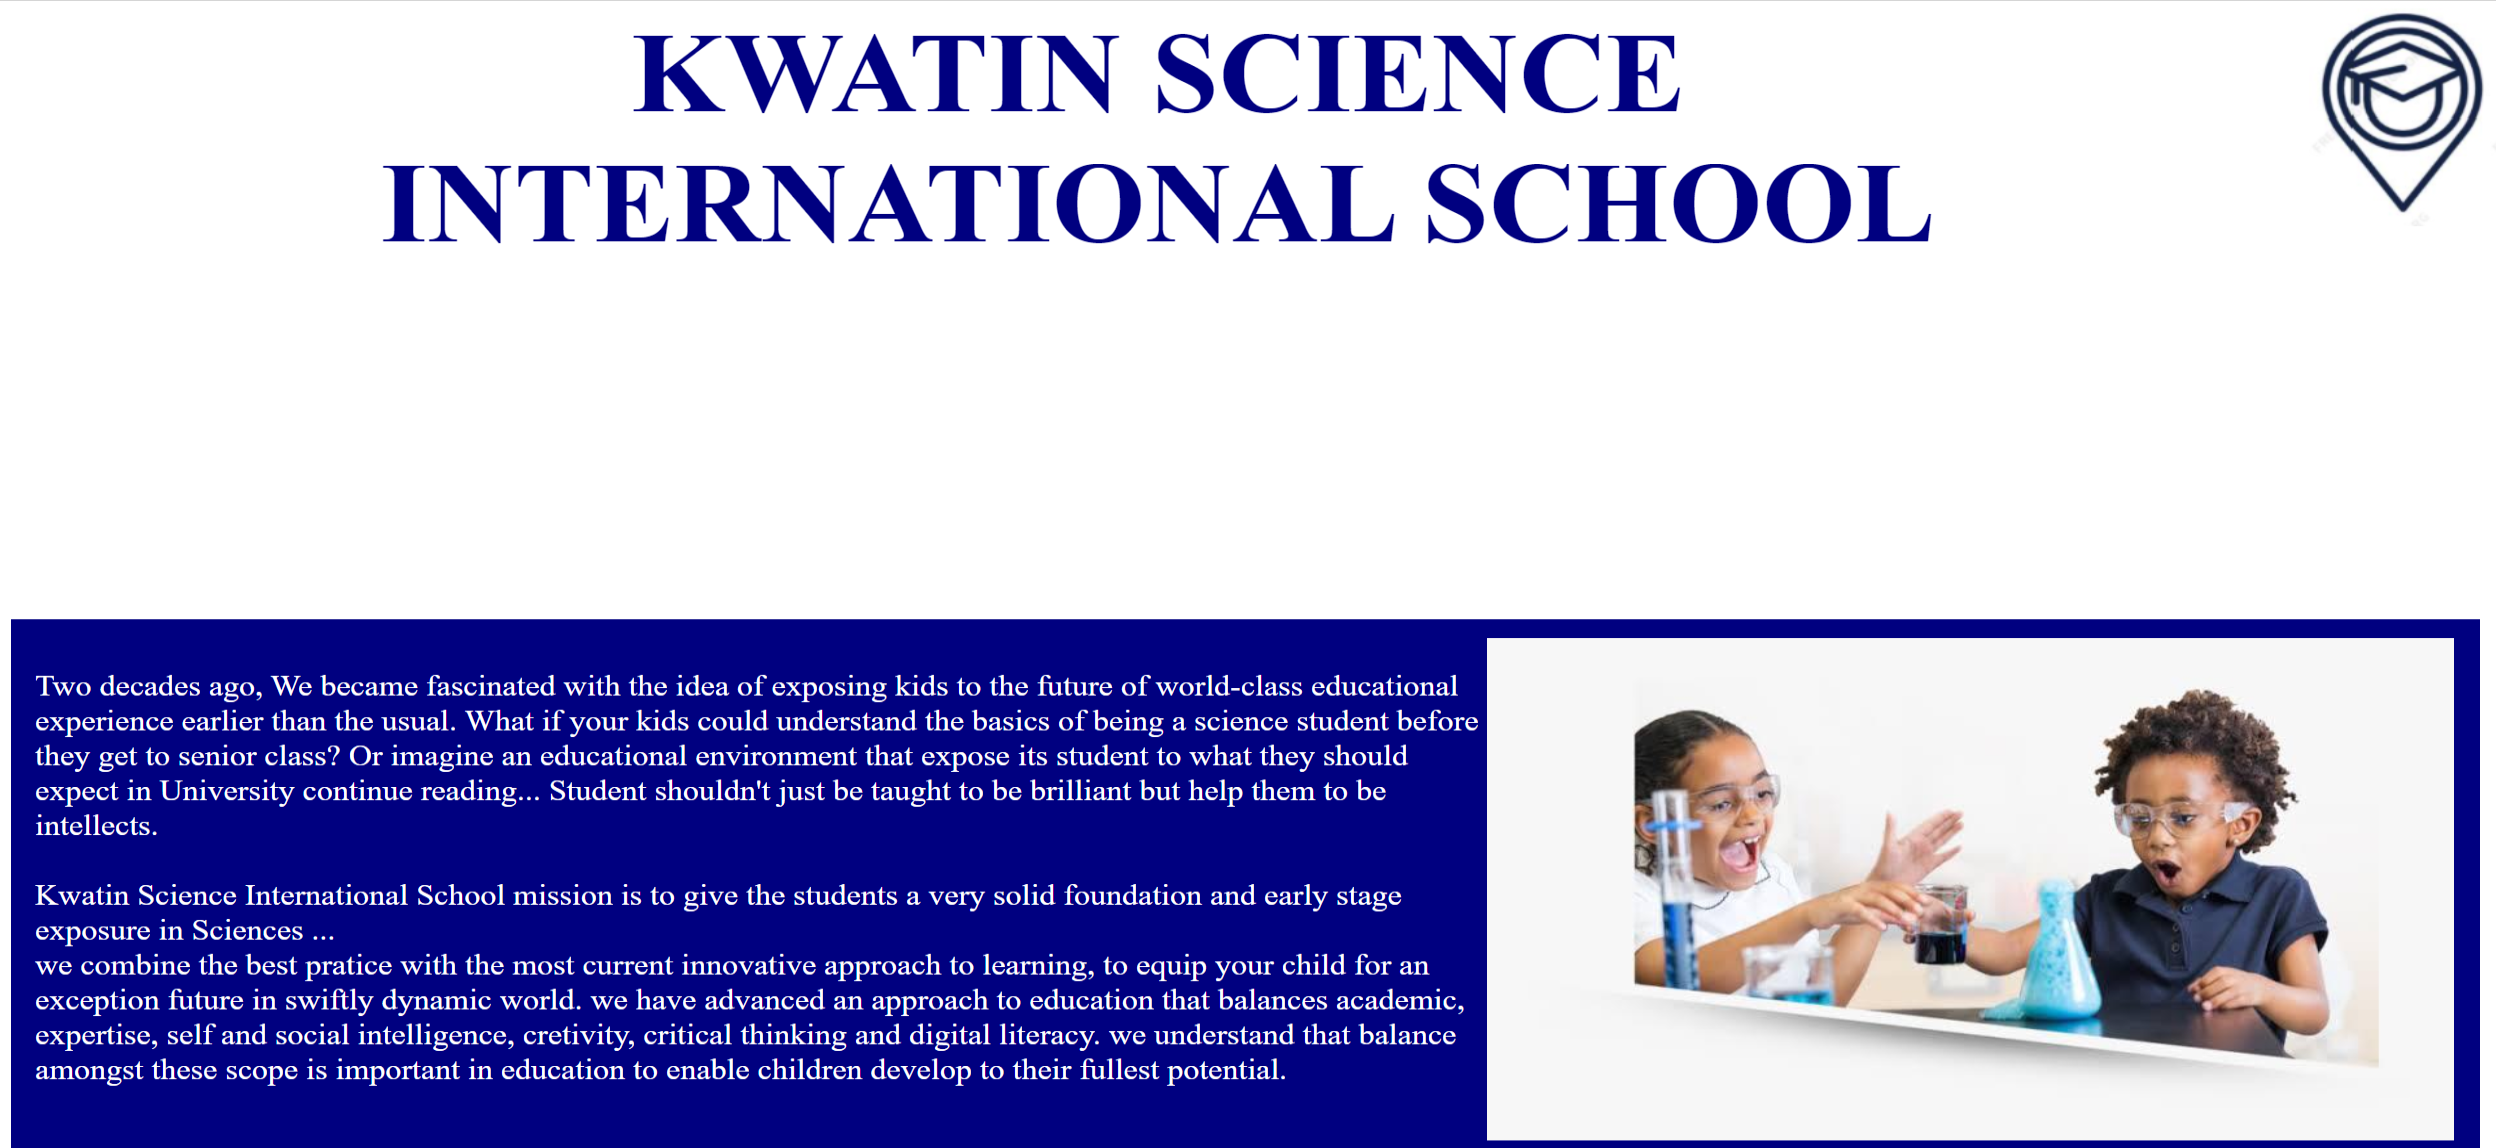 KWATIN SCIENCE
INTERNATIONAL SCHOOL
Two decades ago, We became fascinated with the idea of exposing kids to the future of world-class educational
experience earlier than the usual. What if your kids could understand the basics of being a science student before
they get to senior class? Or imagine an educational environment that expose its student to what they should
expect in University continue reading... Student shouldn't just be taught to be brilliant but help them to be
intellects.
Kwatin Science International School mission is to give the students a very solid foundation and early stage
exposure in Sciences ...
we combine the best pratice with the most current innovative approach to learning, to equip your child for an
exception future in swiftly dynamic world. we have advanced an approach to education that balances academic,
expertise, self and social intelligence, cretivity, critical thinking and digital literacy. we understand that balance
amongst these scope is important in education to enable children develop to their fullest potential.